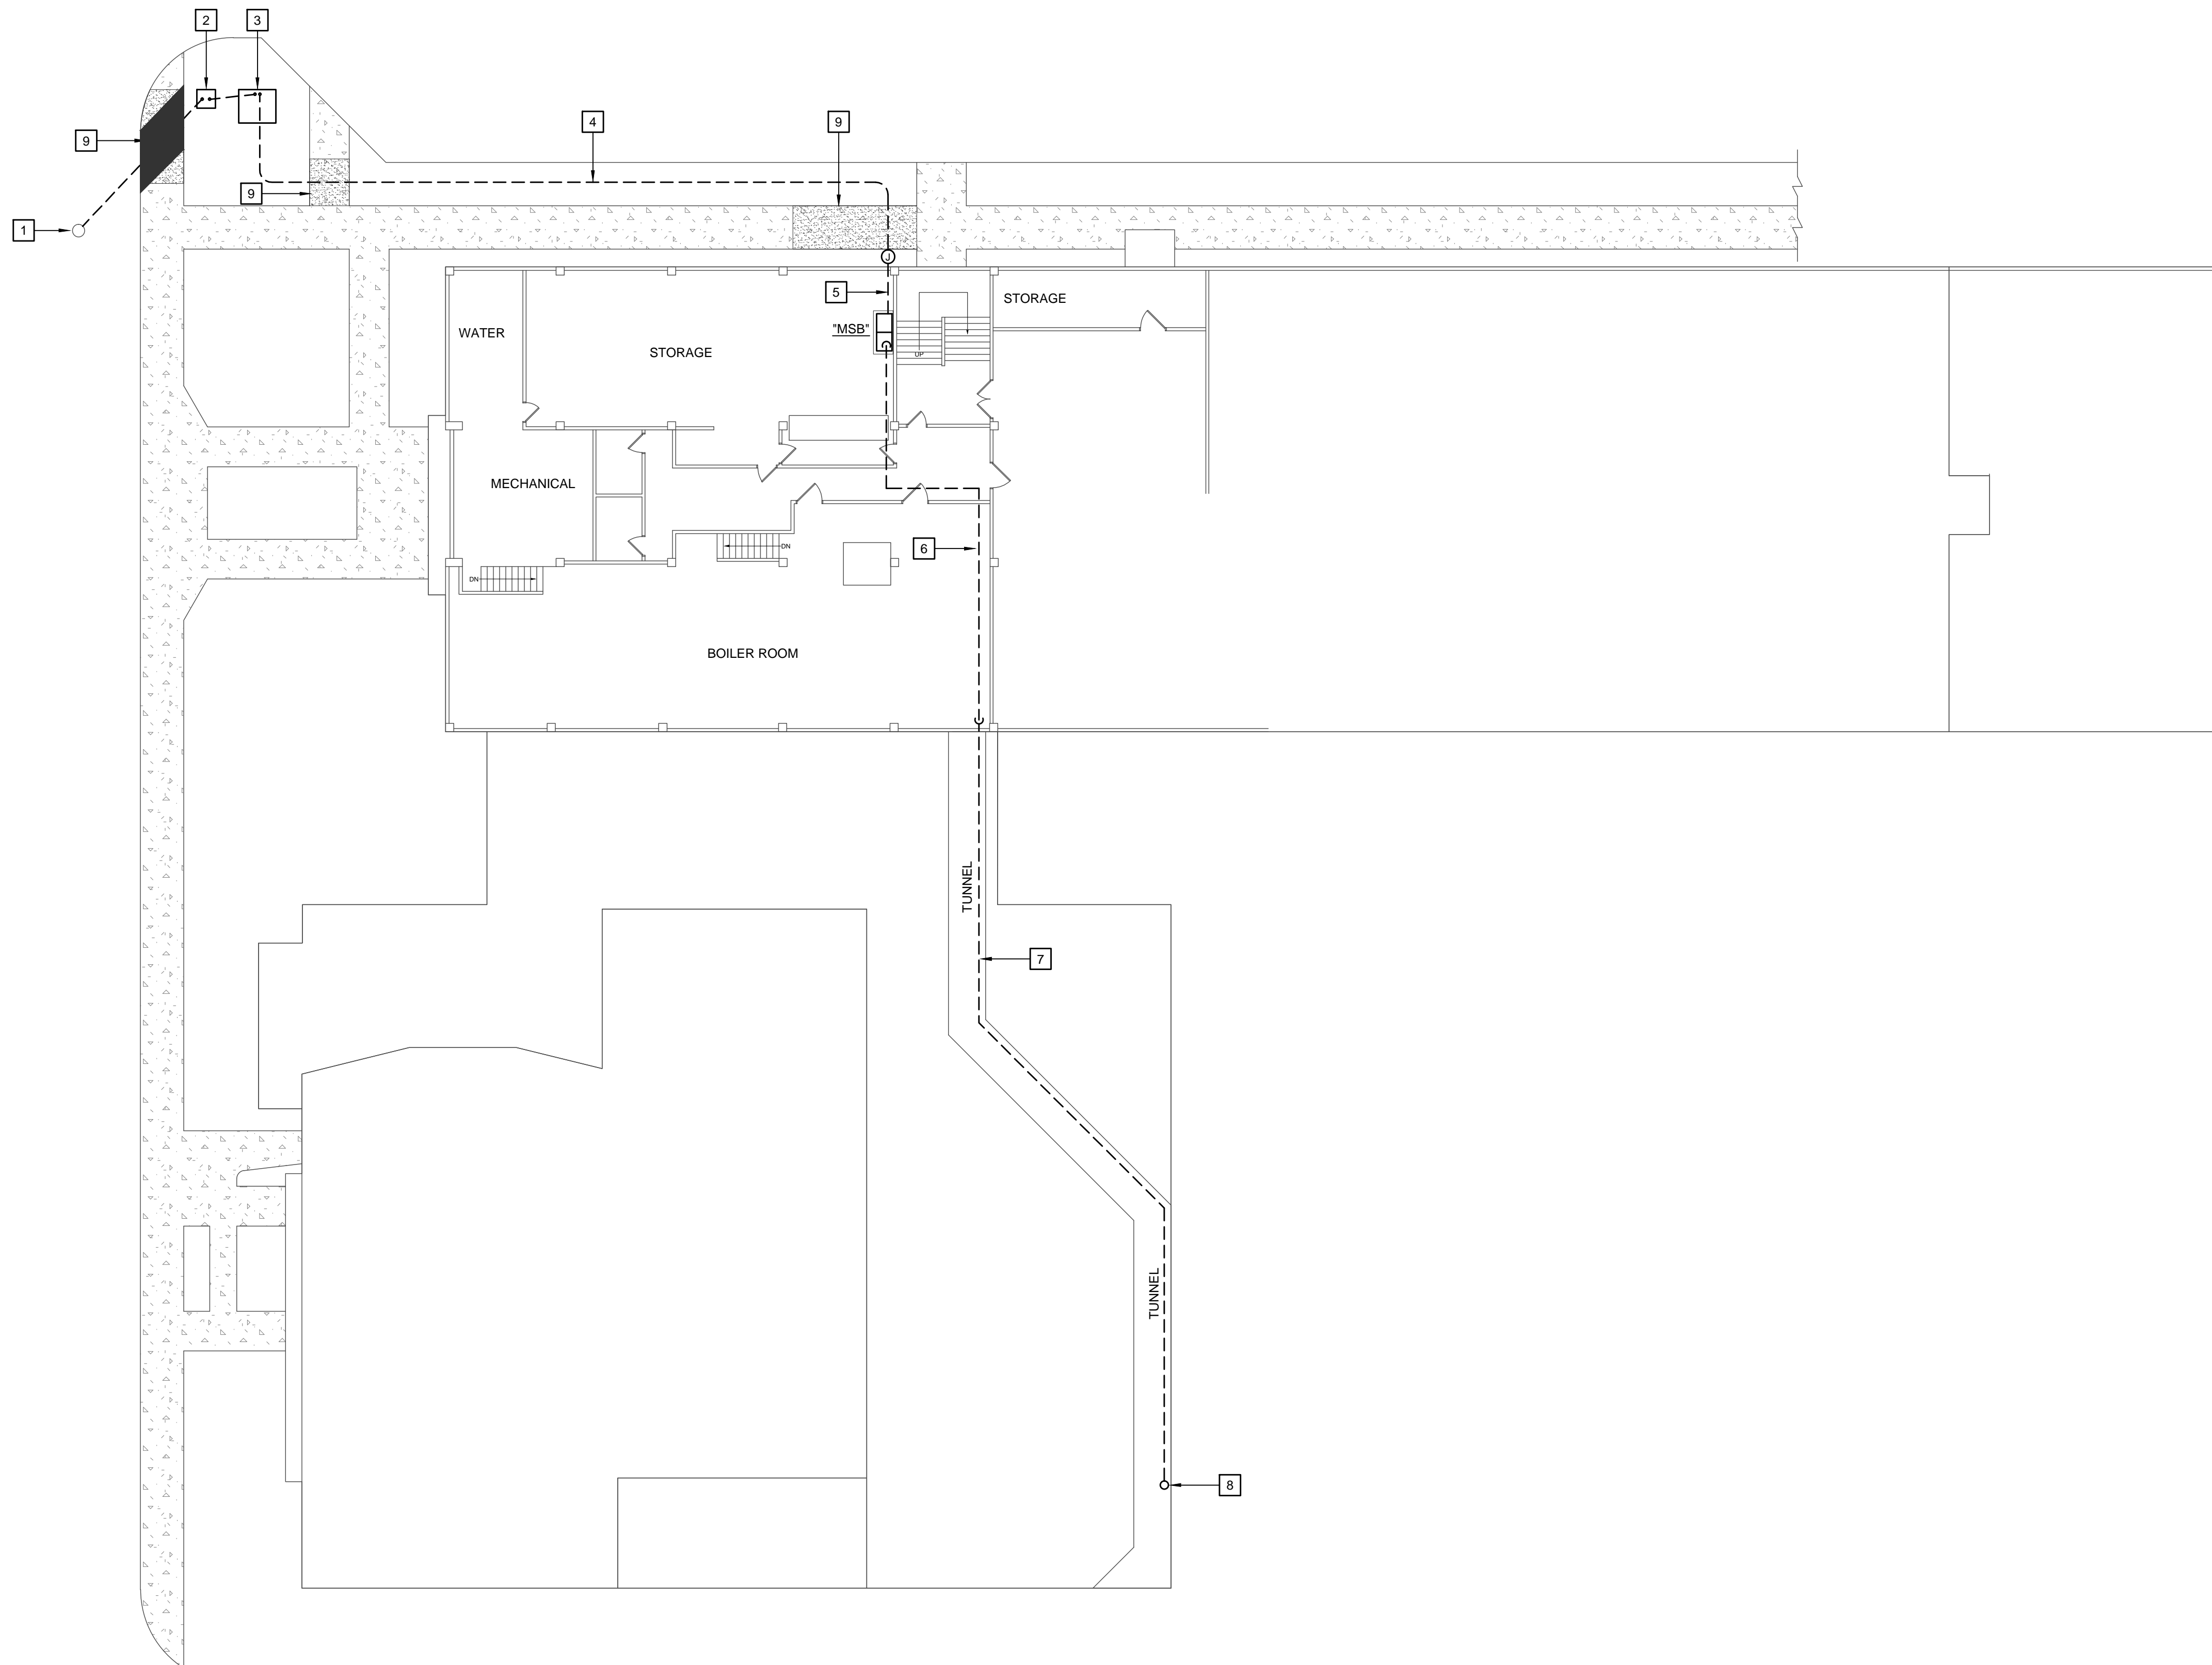 2
3
4
9
9
9
1
J
5
STORAGE
WATER
"MSB"
STORAGE
UP
MECHANICAL
DN
6
DN
BOILER ROOM
TUNNEL
7
TUNNEL
8